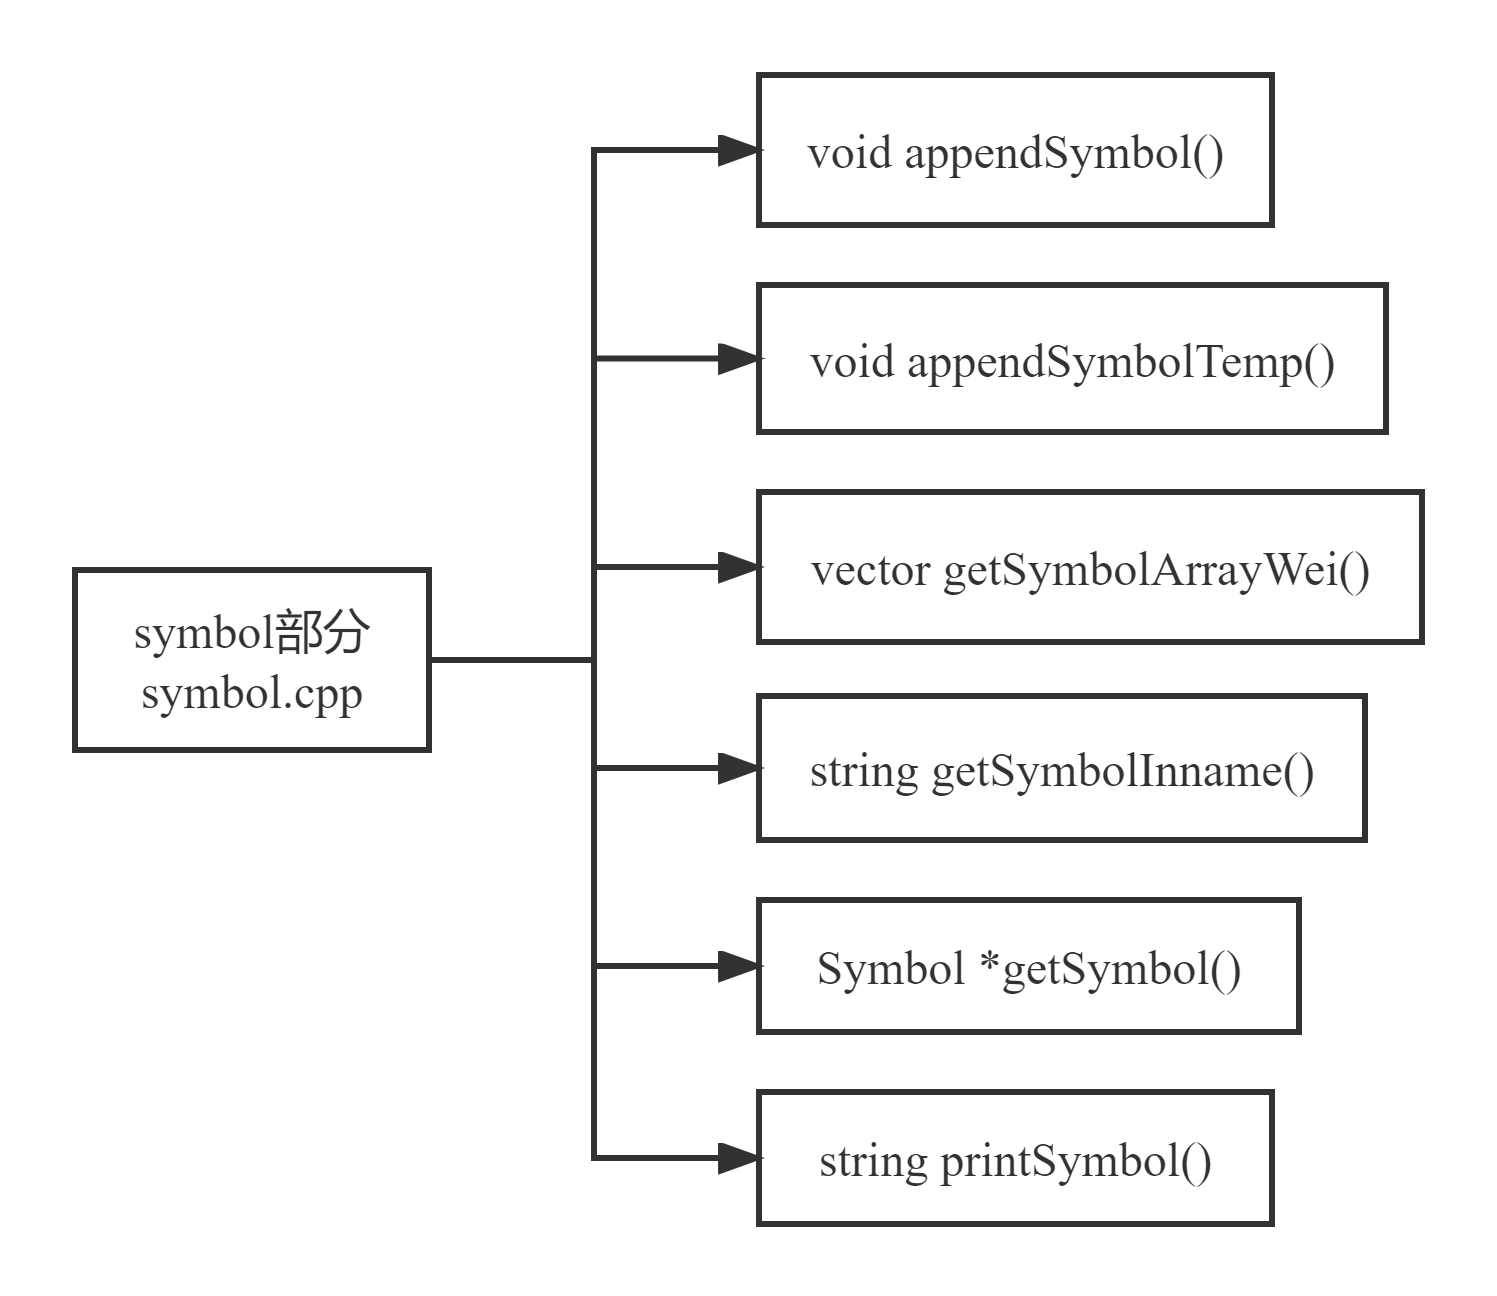 void appendSymbol()
void appendSymbolTemp()
vector getSymbolArrayWei()
symbol部分
symbol.cpp
string getSymbolInname()
Symbol *getSymbol()
string printSymbol()